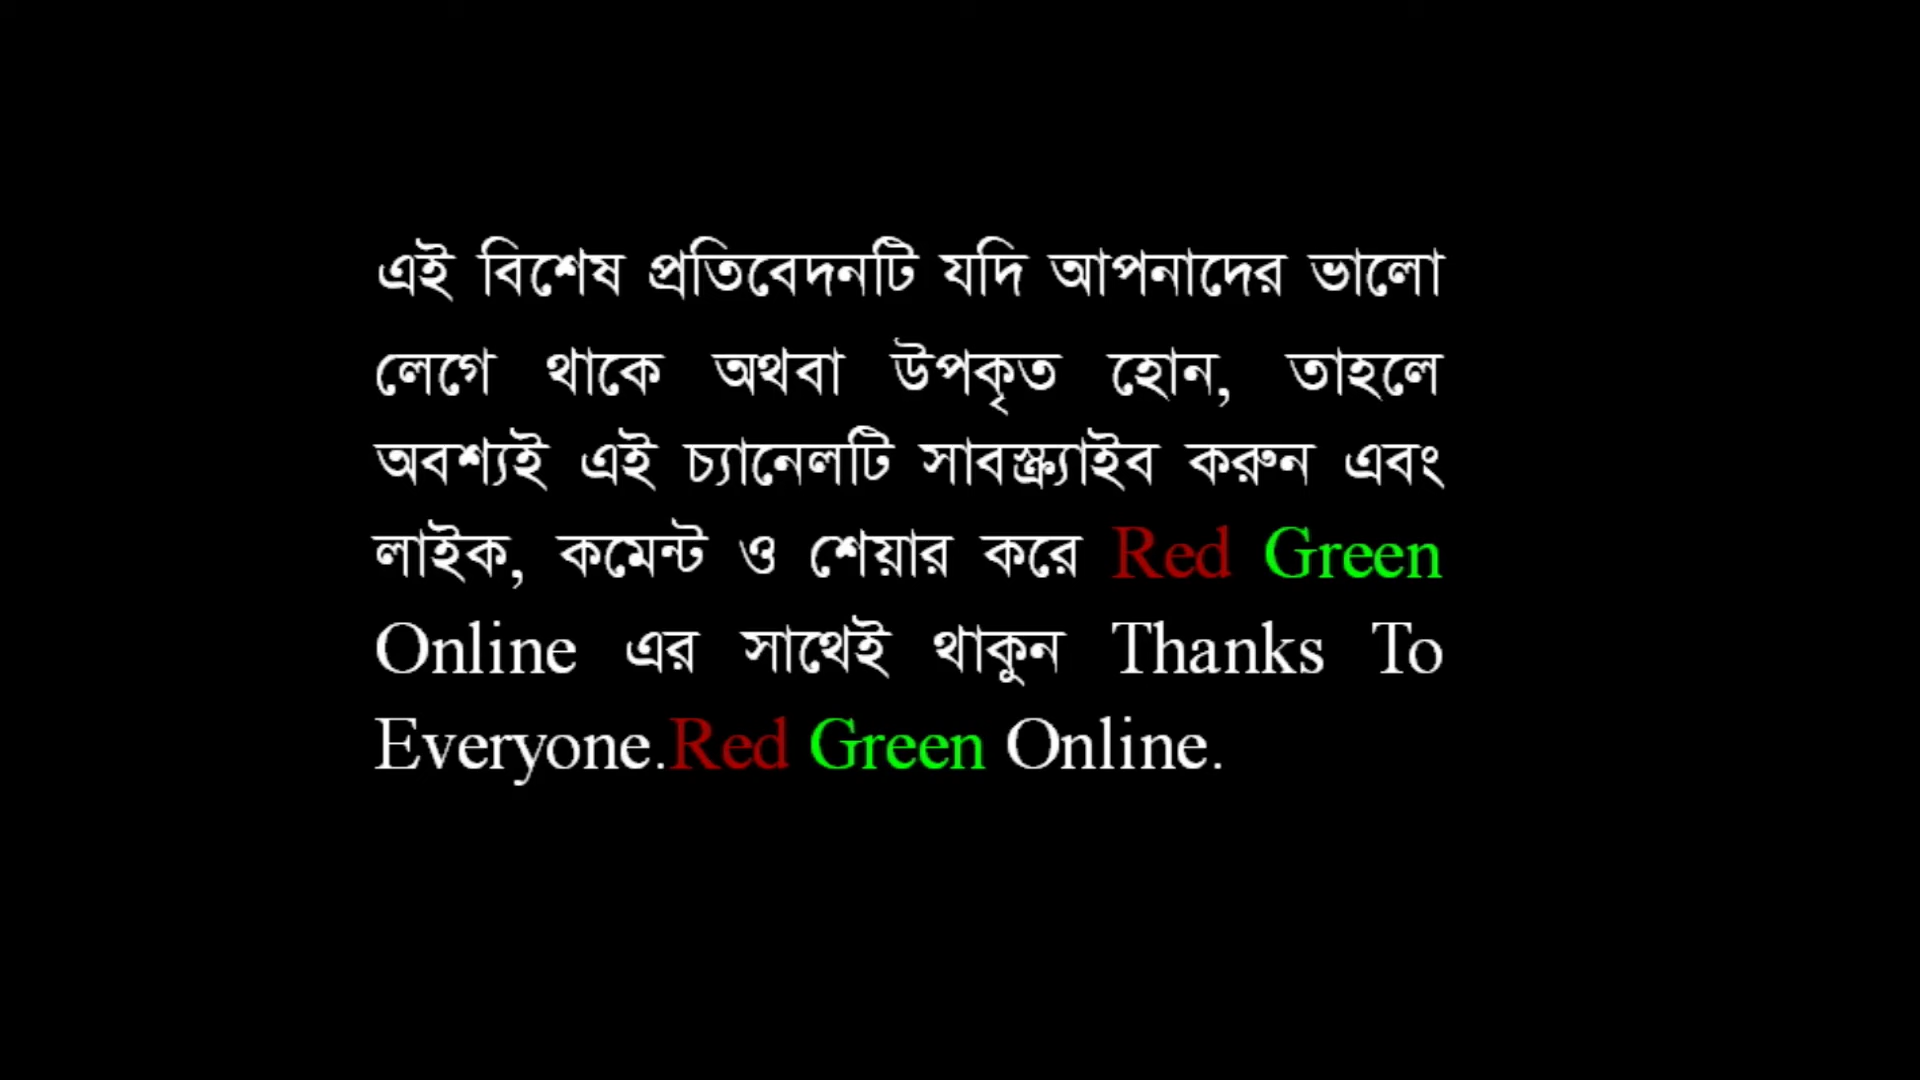 এই বিশেষ প্রতিবেদনটি যদি আপনাদের ভালো
লেগে থাকে অথবা উপকৃত হোন, তাহলে
অবশ্যই এই চ্যানেলটি সাবস্ক্র্যাইব করুন এবং
লাইক, কমেন্ট ও শেয়ার করে Red Green
Online এর সাথেই থাকুন Thanks To
Everyone.Red Green Online.